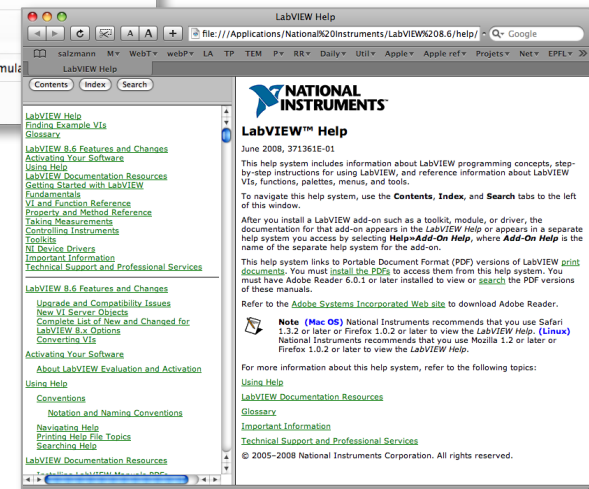 LabVIEW Help
A A
file:///Applications/National%20Instruments/LabVIEW%208.6/help/
Google
salzmann M▾ WebT▾ webP▾ LA TP TEM P▾ RR▾ Daily▾ Util▾ Apple▾ Apple ref▾ Projets▾ Net▾ EPFL▾ »
LabVIEW Help
Contents Index Search
LabVIEW Help
Finding Example VIs
Glossary
LabVIEW 8.6 Features and Changes
Activating Your Software
Using Help
LabVIEW Documentation Resources
Getting Started with LabVIEW
Fundamentals
VI and Function Reference
Property and Method Reference
Taking Measurements
Controlling Instruments
Toolkits
NI Device Drivers
Important Information
Technical Support and Professional Services
LabVIEW 8.6 Features and Changes
Upgrade and Compatibility Issues
New VI Server Objects
Complete List of New and Changed for
LabVIEW 8.x Options
Converting VIs
Activating Your Software
About LabVIEW Evaluation and Activation
Using Help
Conventions
Notation and Naming Conventions
Navigating Help
Printing Help File Topics
Searching Help
LabVIEW Documentation Resources
Installing LabVIEW Manuals PDFs
NATIONAL
INSTRUMENTS™
LabVIEW™ Help
June 2008, 371361E-01
This help system includes information about LabVIEW programming concepts, step-
by-step instructions for using LabVIEW, and reference information about LabVIEW
VIs, functions, palettes, menus, and tools.
To navigate this help system, use the Contents, Index, and Search tabs to the left
of this window.
After you install a LabVIEW add-on such as a toolkit, module, or driver, the
documentation for that add-on appears in the LabVIEW Help or appears in a separate
help system you access by selecting Help»Add-On Help, where Add-On Help is the
name of the separate help system for the add-on.
This help system links to Portable Document Format (PDF) versions of LabVIEW print
documents. You must install the PDFs to access them from this help system. You
must have Adobe Reader 6.0.1 or later installed to view or search the PDF versions
of these manuals.
Refer to the Adobe Systems Incorporated Web site to download Adobe Reader.
Note (Mac OS) National Instruments recommends that you use Safari
1.3.2 or later or Firefox 1.0.2 or later to view the LabVIEW Help. (Linux)
National Instruments recommends that you use Mozilla 1.2 or later or
Firefox 1.0.2 or later to view the LabVIEW Help.
For more information about this help system, refer to the following topics:
Using Help
LabVIEW Documentation Resources
Glossary
Important Information
Technical Support and Professional Services
© 2005–2008 National Instruments Corporation. All rights reserved.